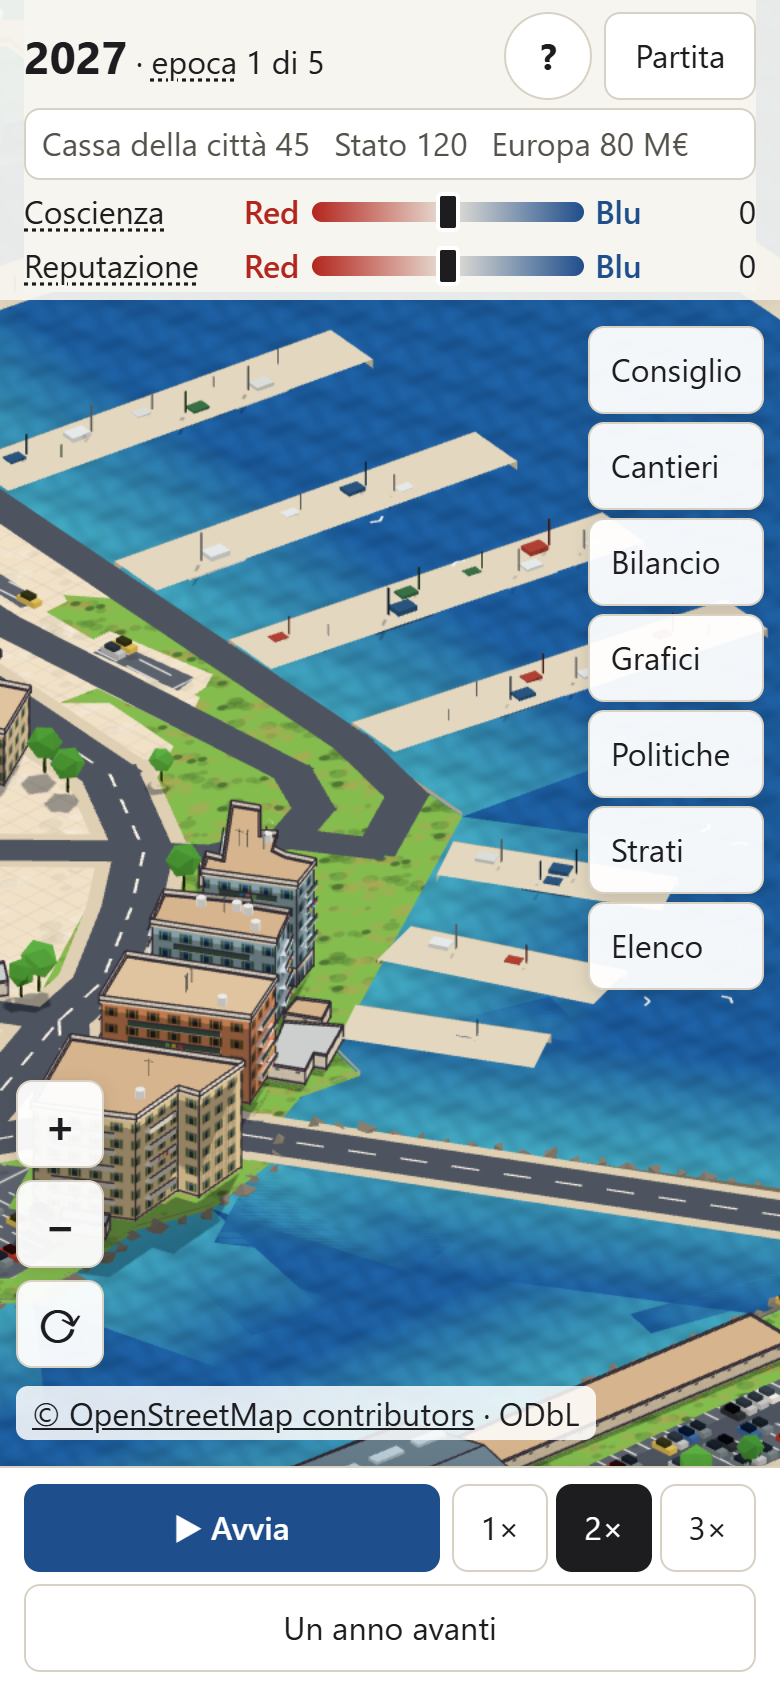 2027 · epoca 1 di 5
?
Partita
Cassa della città 45 Stato 120 Europa 80 M€
Coscienza Red Blu 0
Reputazione Red Blu 0
Consiglio
Cantieri
Bilancio
Grafici
Politiche
Strati
Elenco
+
−
© OpenStreetMap contributors · ODbL
▶ Avvia 1× 2× 3×
Un anno avanti